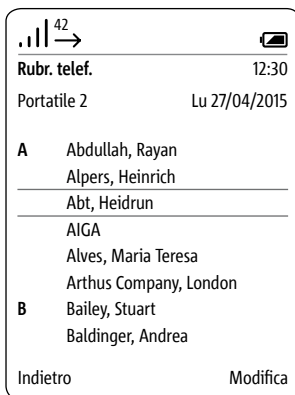 42
Rubr. telef. 12:30
Portatile 2 Lu 27/04/2015
A Abdullah, Rayan
Alpers, Heinrich
Abt, Heidrun
AIGA
Alves, Maria Teresa
Arthus Company, London
B Bailey, Stuart
Baldinger, Andrea
Indietro Modifica